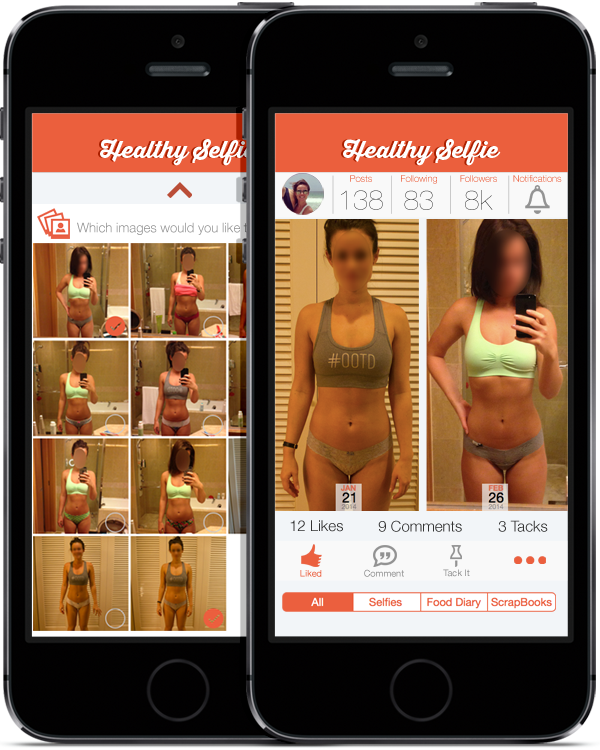 Healthy Selfie
Which images would you like t
Healthy Selfie
Posts
138
Following
83
Followers
8k
Notifications
#OOTD
JAN
21
2014
FEB
26
2014
12 Likes
9 Comments
3 Tacks
Liked
Comment
Tack It
All
Selfies
Food Diary
ScrapBooks